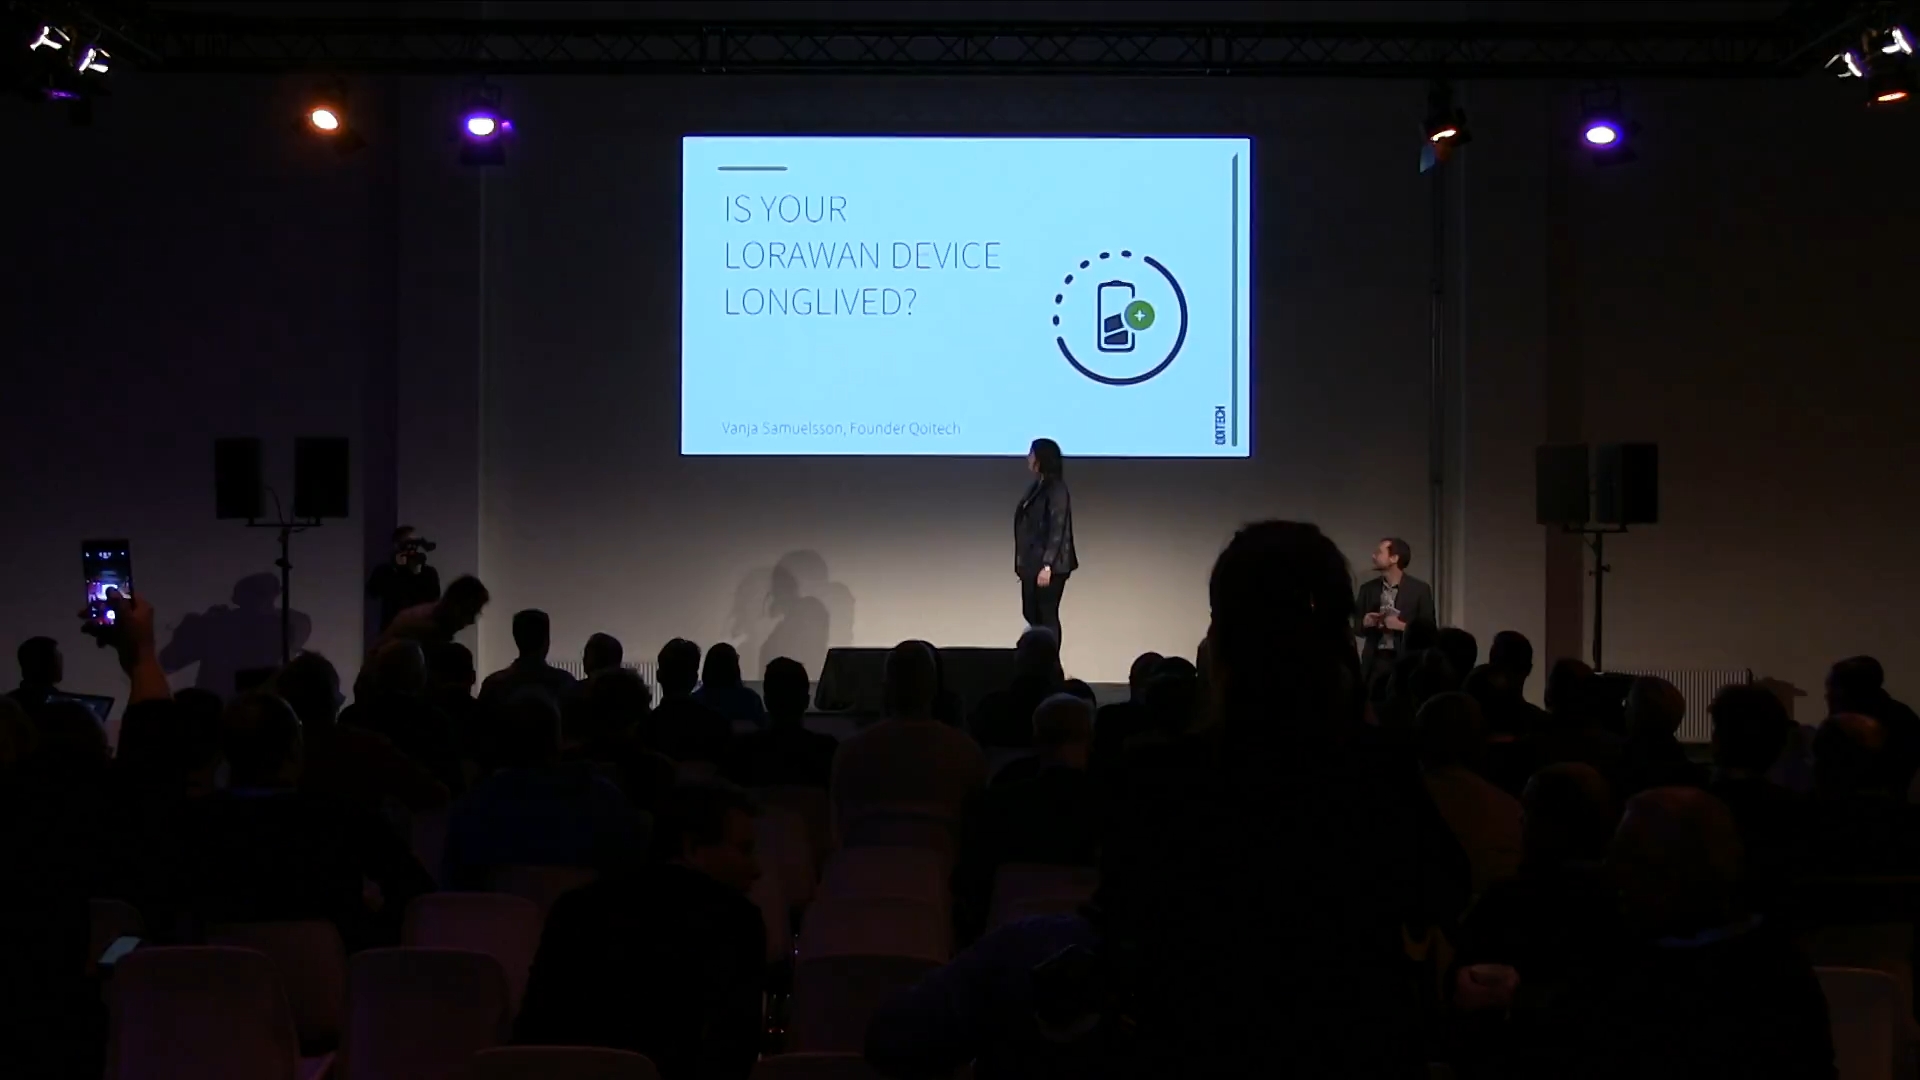 IS YOUR
LORAWAN DEVICE
LONGLIVED?
Vanja Samuelsson, Founder Qoitech
QOITECH